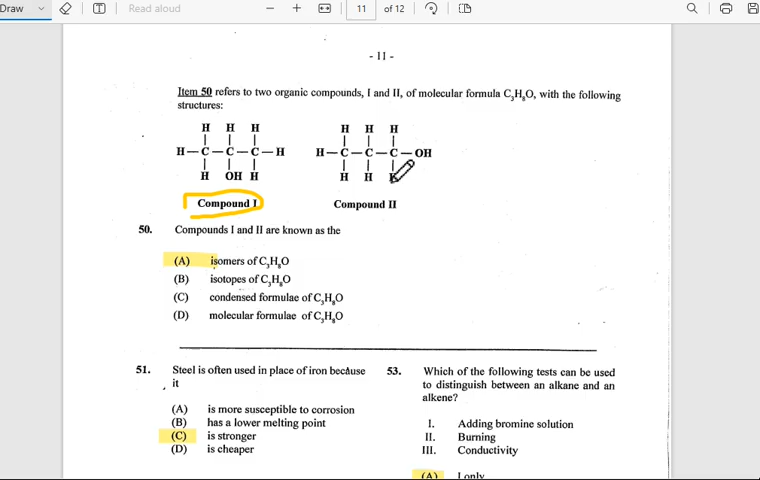 Draw
Read aloud
11 of 12
- 11 -
Item 50 refers to two organic compounds, I and II, of molecular formula C₃H₈O, with the following
structures:
H H H
H—C—C—C—H
H OH H
Compound I
H H H
H—C—C—C—OH
H H
Compound II
50. Compounds I and II are known as the
(A) isomers of C₃H₈O
(B) isotopes of C₃H₈O
(C) condensed formulae of C₃H₈O
(D) molecular formulae of C₃H₈O
51. Steel is often used in place of iron because
it
(A) is more susceptible to corrosion
(B) has a lower melting point
(C) is stronger
(D) is cheaper
53. Which of the following tests can be used
to distinguish between an alkane and an
alkene?
I. Adding bromine solution
II. Burning
III. Conductivity
(A) I only